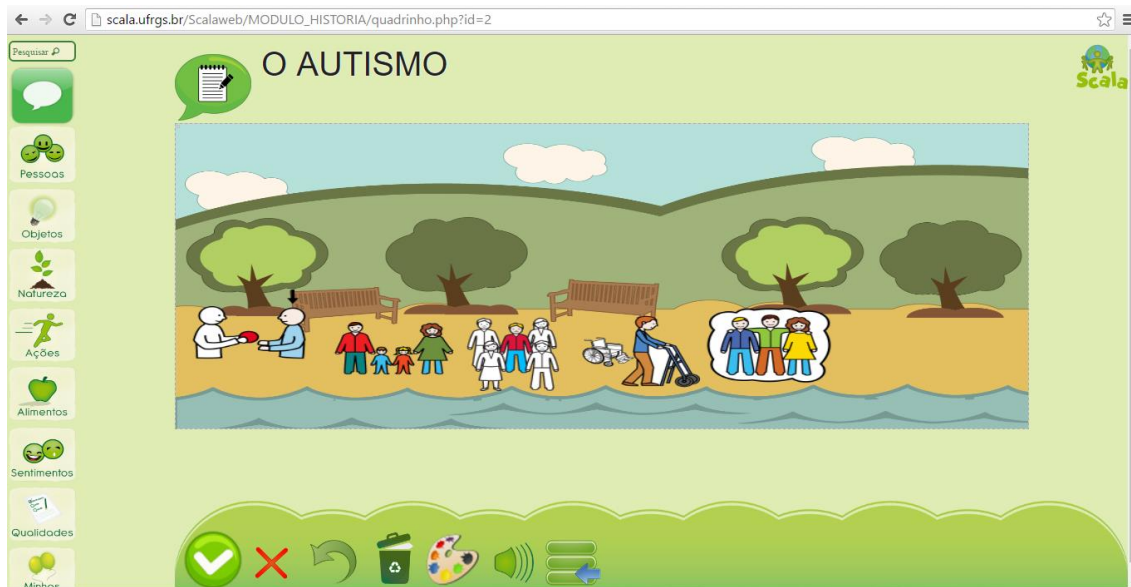 scala.ufrgs.br/Scalaweb/MODULO_HISTORIA/quadrinho.php?id=2
Pesquisar
O AUTISMO
Scala
Pessoas
Objetos
Natureza
Ações
Alimentos
Sentimentos
Qualidades
Minhas